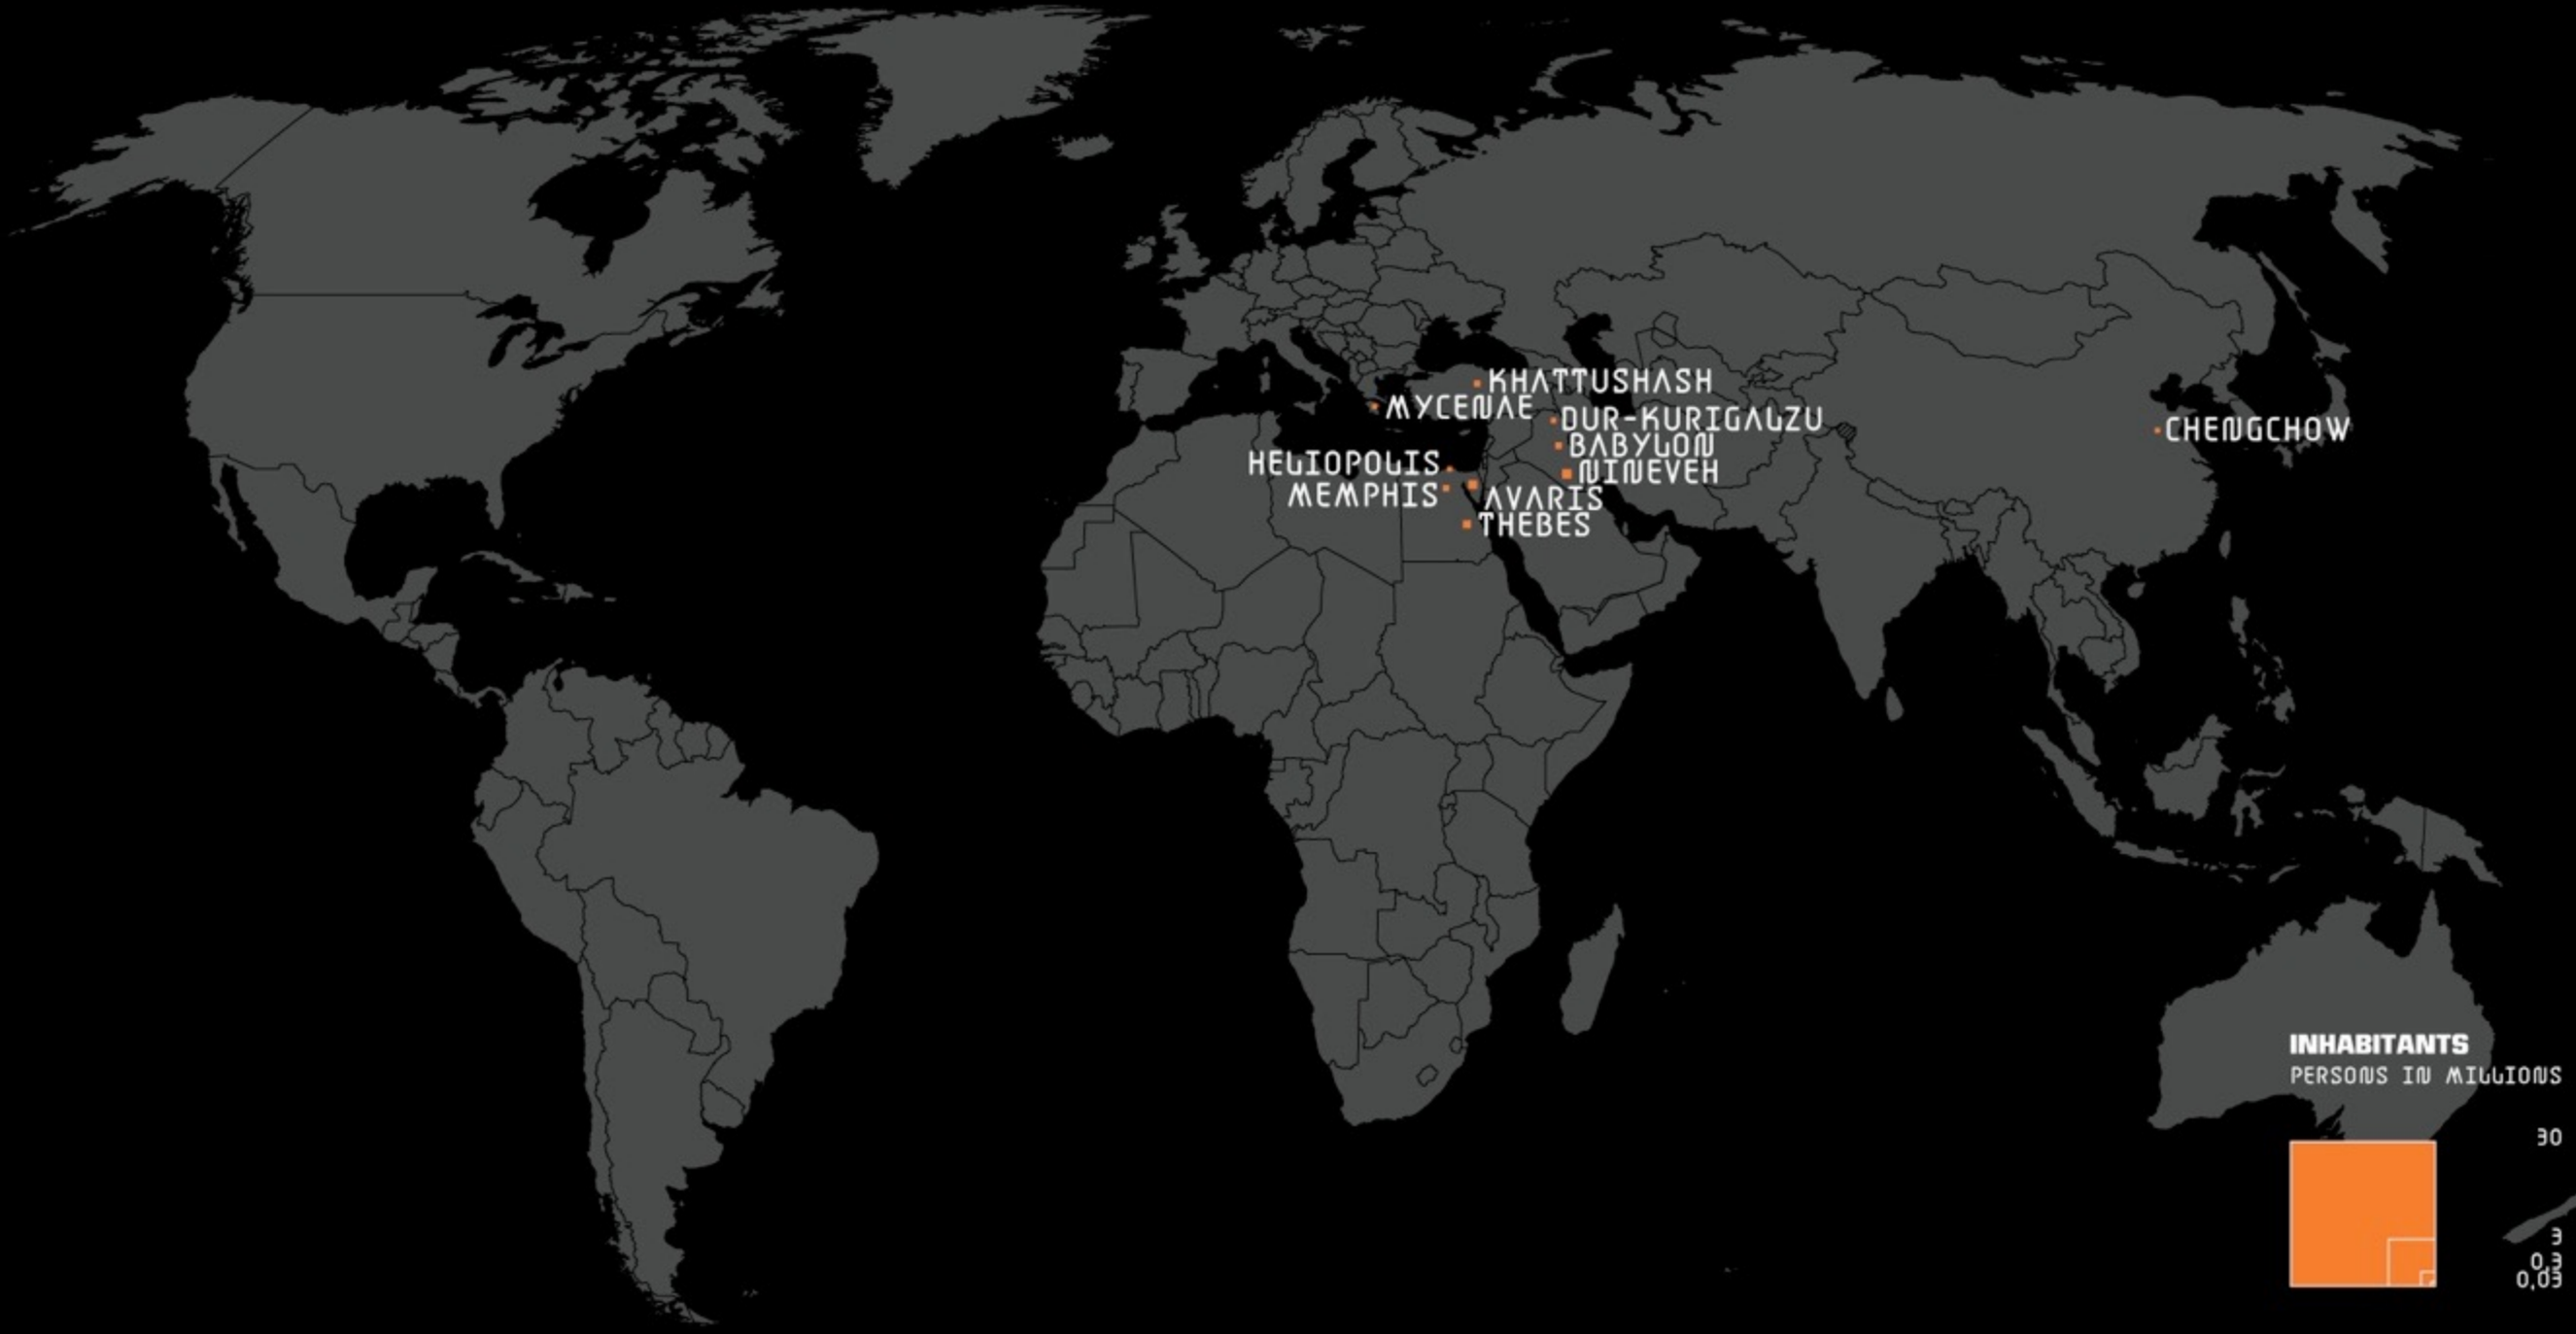 KHATTUSHASH
MYCENAE
DUR-KURIGALZU
CHENGCHOW
BABYLON
HELIOPOLIS
NINEVEH
MEMPHIS
AVARIS
THEBES
INHABITANTS
PERSONS IN MILLIONS
30
3
0,3
0,03